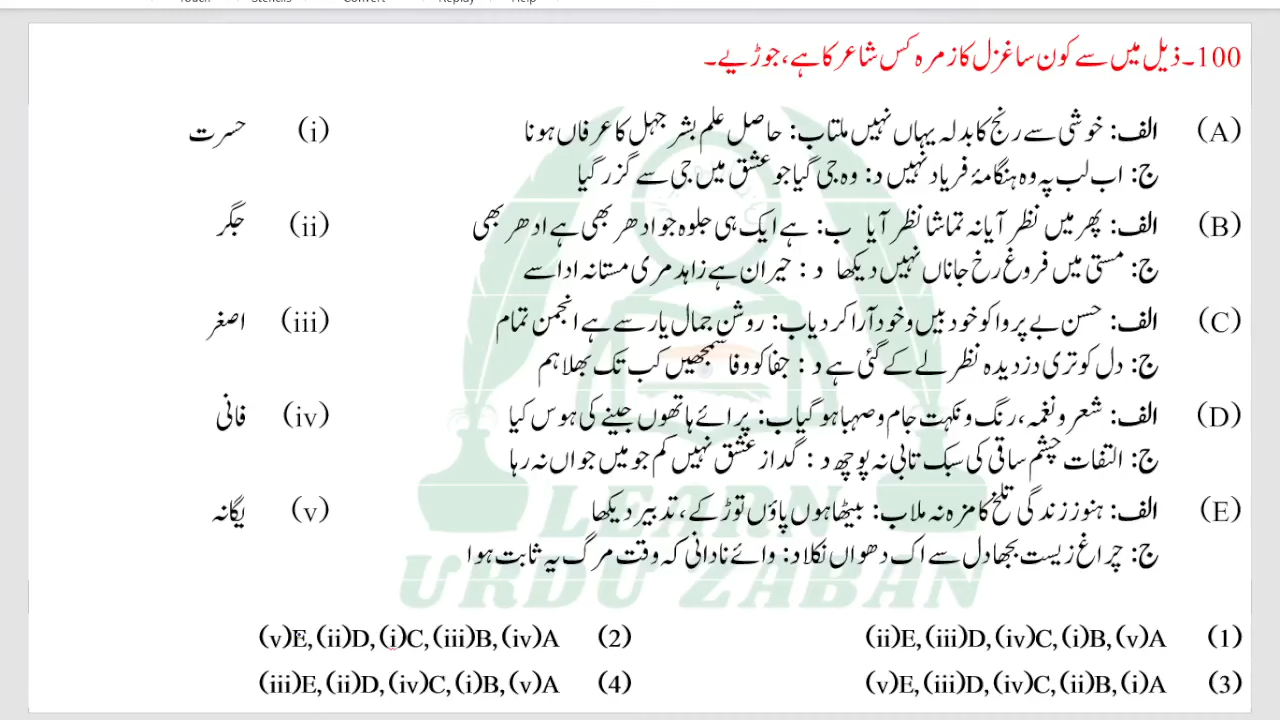 Touch Stencils Convert Replay Help
100۔ ذیل میں سے کون سا غزل کا زمرہ کس شاعر کا ہے، جوڑیے۔
(A) الف: خوشی سے رنج کا بدلہ یہاں نہیں ملتا ب: حاصل علم بشر جہل کا عرفاں ہونا (i) حسرت
ج: اب لب پہ وہ ہنگامۂ فریاد نہیں د: وہ جی گیا جو عشق میں جی سے گزر گیا
(B) الف: پھر میں نظر آیا نہ تماشا نظر آیا ب: ہے ایک ہی جلوہ جو ادھر بھی ہے ادھر بھی (ii) جگر
ج: مستی میں فروغ رخ جاناں نہیں دیکھا د: حیران ہے زاہد مری مستانہ ادا سے
(C) الف: حسن بے پروا کو خود بیں و خود آرا کر دیا ب: روشن جمال یار سے ہے انجمن تمام (iii) اصغر
ج: دل کو تری دزدیدہ نظر لے کے گئی ہے د: جفا کو وفا سمجھیں کب تک بھلا ہم
(D) الف: شعر و نغمہ، رنگ و نکہت جام و صہبا ہو گیا ب: پرائے ہاتھوں جینے کی ہوس کیا (iv) فانی
ج: التفات چشم ساقی کی سبک تابی نہ پوچھ د: گداز عشق نہیں کم جو میں جواں نہ رہا
(E) الف: ہنوز زندگی تلخ کا مزہ نہ ملا ب: بیٹھا ہوں پاؤں توڑ کے، تدبیر دیکھا (v) یگانہ
ج: چراغ زیست بجھا دل سے اک دھواں نکلا د: وائے نادانی کہ وقت مرگ یہ ثابت ہوا
(1) (ii)E, (iii)D, (iv)C, (i)B, (v)A (2) (v)E, (ii)D, (i)C, (iii)B, (iv)A
(3) (v)E, (iii)D, (iv)C, (ii)B, (i)A (4) (iii)E, (ii)D, (iv)C, (i)B, (v)A
LEARN
URDU ZABAN